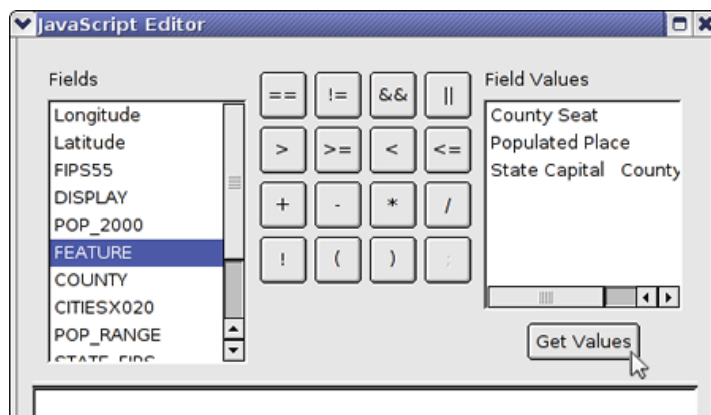 JavaScript Editor
Fields
Longitude
Latitude
FIPS55
DISPLAY
POP_2000
FEATURE
COUNTY
CITIESX020
POP_RANGE
STATE_FIPS
== != && ||
> >= < <=
+ - * /
! ( ) ;
Field Values
County Seat
Populated Place
State Capital County
Get Values